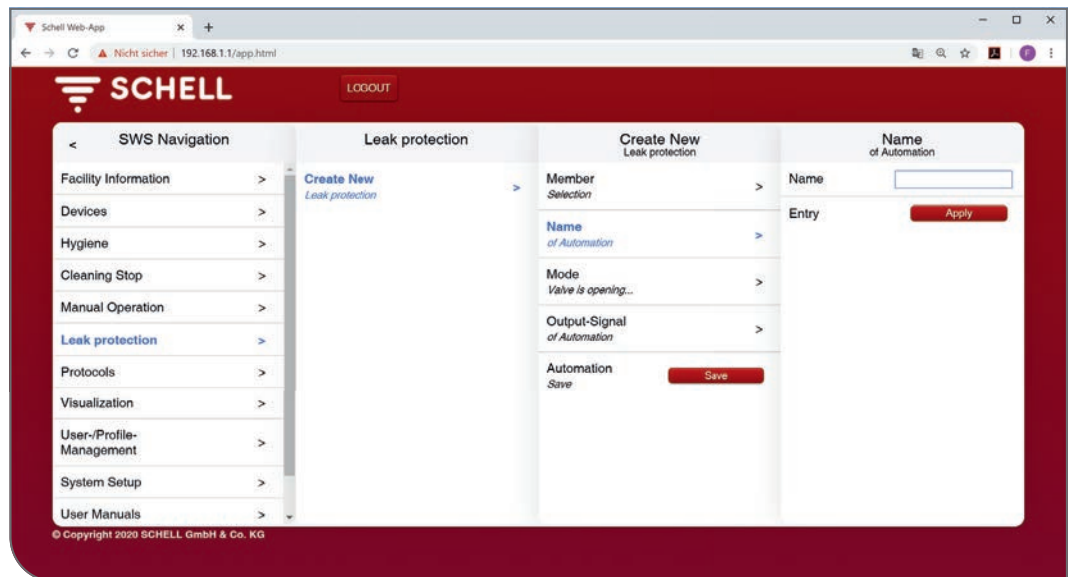 Schell Web-App
Nicht sicher | 192.168.1.1/app.html
F
SCHELL
LOGOUT
< SWS Navigation
Facility Information >
Devices >
Hygiene >
Cleaning Stop >
Manual Operation >
Leak protection >
Protocols >
Visualization >
User-/Profile-
Management >
System Setup >
User Manuals >
Leak protection
Create New >
Leak protection
Create New
Leak protection
Member >
Selection
Name >
of Automation
Mode >
Valve is opening...
Output-Signal >
of Automation
Automation
Save
Save
Name
of Automation
Name
Entry Apply
© Copyright 2020 SCHELL GmbH & Co. KG